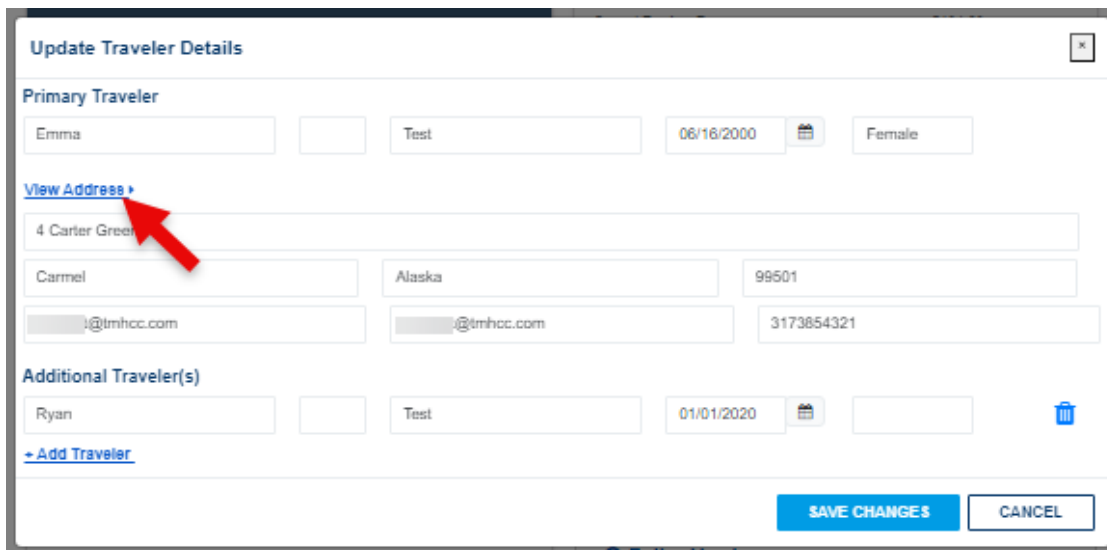 Update Traveler Details ×
Primary Traveler
Emma Test 06/16/2000 Female
View Address
4 Carter Green
Carmel Alaska 99501
@tmhcc.com @tmhcc.com 3173854321
Additional Traveler(s)
Ryan Test 01/01/2020
+ Add Traveler
SAVE CHANGES CANCEL